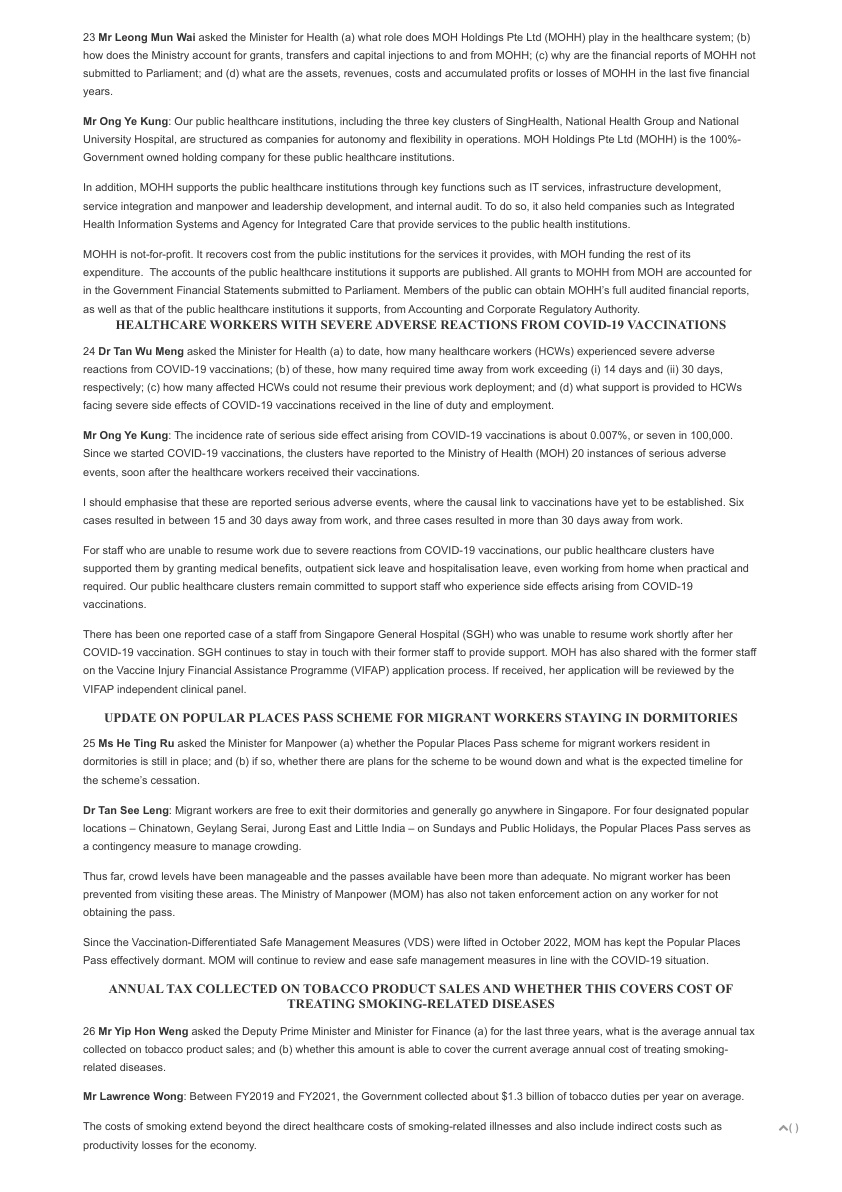 23 Mr Leong Mun Wai asked the Minister for Health (a) what role does MOH Holdings Pte Ltd (MOHH) play in the healthcare system; (b)
how does the Ministry account for grants, transfers and capital injections to and from MOHH; (c) why are the financial reports of MOHH not
submitted to Parliament; and (d) what are the assets, revenues, costs and accumulated profits or losses of MOHH in the last five financial
years.
Mr Ong Ye Kung: Our public healthcare institutions, including the three key clusters of SingHealth, National Health Group and National
University Hospital, are structured as companies for autonomy and flexibility in operations. MOH Holdings Pte Ltd (MOHH) is the 100%-
Government owned holding company for these public healthcare institutions.
In addition, MOHH supports the public healthcare institutions through key functions such as IT services, infrastructure development,
service integration and manpower and leadership development, and internal audit. To do so, it also held companies such as Integrated
Health Information Systems and Agency for Integrated Care that provide services to the public health institutions.
MOHH is not-for-profit. It recovers cost from the public institutions for the services it provides, with MOH funding the rest of its
expenditure.  The accounts of the public healthcare institutions it supports are published. All grants to MOHH from MOH are accounted for
in the Government Financial Statements submitted to Parliament. Members of the public can obtain MOHH's full audited financial reports,
as well as that of the public healthcare institutions it supports, from Accounting and Corporate Regulatory Authority.
HEALTHCARE WORKERS WITH SEVERE ADVERSE REACTIONS FROM COVID-19 VACCINATIONS
24 Dr Tan Wu Meng asked the Minister for Health (a) to date, how many healthcare workers (HCWs) experienced severe adverse
reactions from COVID-19 vaccinations; (b) of these, how many required time away from work exceeding (i) 14 days and (ii) 30 days,
respectively; (c) how many affected HCWs could not resume their previous work deployment; and (d) what support is provided to HCWs
facing severe side effects of COVID-19 vaccinations received in the line of duty and employment.
Mr Ong Ye Kung: The incidence rate of serious side effect arising from COVID-19 vaccinations is about 0.007%, or seven in 100,000.
Since we started COVID-19 vaccinations, the clusters have reported to the Ministry of Health (MOH) 20 instances of serious adverse
events, soon after the healthcare workers received their vaccinations.
I should emphasise that these are reported serious adverse events, where the causal link to vaccinations have yet to be established. Six
cases resulted in between 15 and 30 days away from work, and three cases resulted in more than 30 days away from work.
For staff who are unable to resume work due to severe reactions from COVID-19 vaccinations, our public healthcare clusters have
supported them by granting medical benefits, outpatient sick leave and hospitalisation leave, even working from home when practical and
required. Our public healthcare clusters remain committed to support staff who experience side effects arising from COVID-19
vaccinations.
There has been one reported case of a staff from Singapore General Hospital (SGH) who was unable to resume work shortly after her
COVID-19 vaccination. SGH continues to stay in touch with their former staff to provide support. MOH has also shared with the former staff
on the Vaccine Injury Financial Assistance Programme (VIFAP) application process. If received, her application will be reviewed by the
VIFAP independent clinical panel.
UPDATE ON POPULAR PLACES PASS SCHEME FOR MIGRANT WORKERS STAYING IN DORMITORIES
25 Ms He Ting Ru asked the Minister for Manpower (a) whether the Popular Places Pass scheme for migrant workers resident in
dormitories is still in place; and (b) if so, whether there are plans for the scheme to be wound down and what is the expected timeline for
the scheme's cessation.
Dr Tan See Leng: Migrant workers are free to exit their dormitories and generally go anywhere in Singapore. For four designated popular
locations – Chinatown, Geylang Serai, Jurong East and Little India – on Sundays and Public Holidays, the Popular Places Pass serves as
a contingency measure to manage crowding.
Thus far, crowd levels have been manageable and the passes available have been more than adequate. No migrant worker has been
prevented from visiting these areas. The Ministry of Manpower (MOM) has also not taken enforcement action on any worker for not
obtaining the pass.
Since the Vaccination-Differentiated Safe Management Measures (VDS) were lifted in October 2022, MOM has kept the Popular Places
Pass effectively dormant. MOM will continue to review and ease safe management measures in line with the COVID-19 situation.
ANNUAL TAX COLLECTED ON TOBACCO PRODUCT SALES AND WHETHER THIS COVERS COST OF
TREATING SMOKING-RELATED DISEASES
26 Mr Yip Hon Weng asked the Deputy Prime Minister and Minister for Finance (a) for the last three years, what is the average annual tax
collected on tobacco product sales; and (b) whether this amount is able to cover the current average annual cost of treating smoking-
related diseases.
Mr Lawrence Wong: Between FY2019 and FY2021, the Government collected about $1.3 billion of tobacco duties per year on average.
The costs of smoking extend beyond the direct healthcare costs of smoking-related illnesses and also include indirect costs such as
productivity losses for the economy.
( )